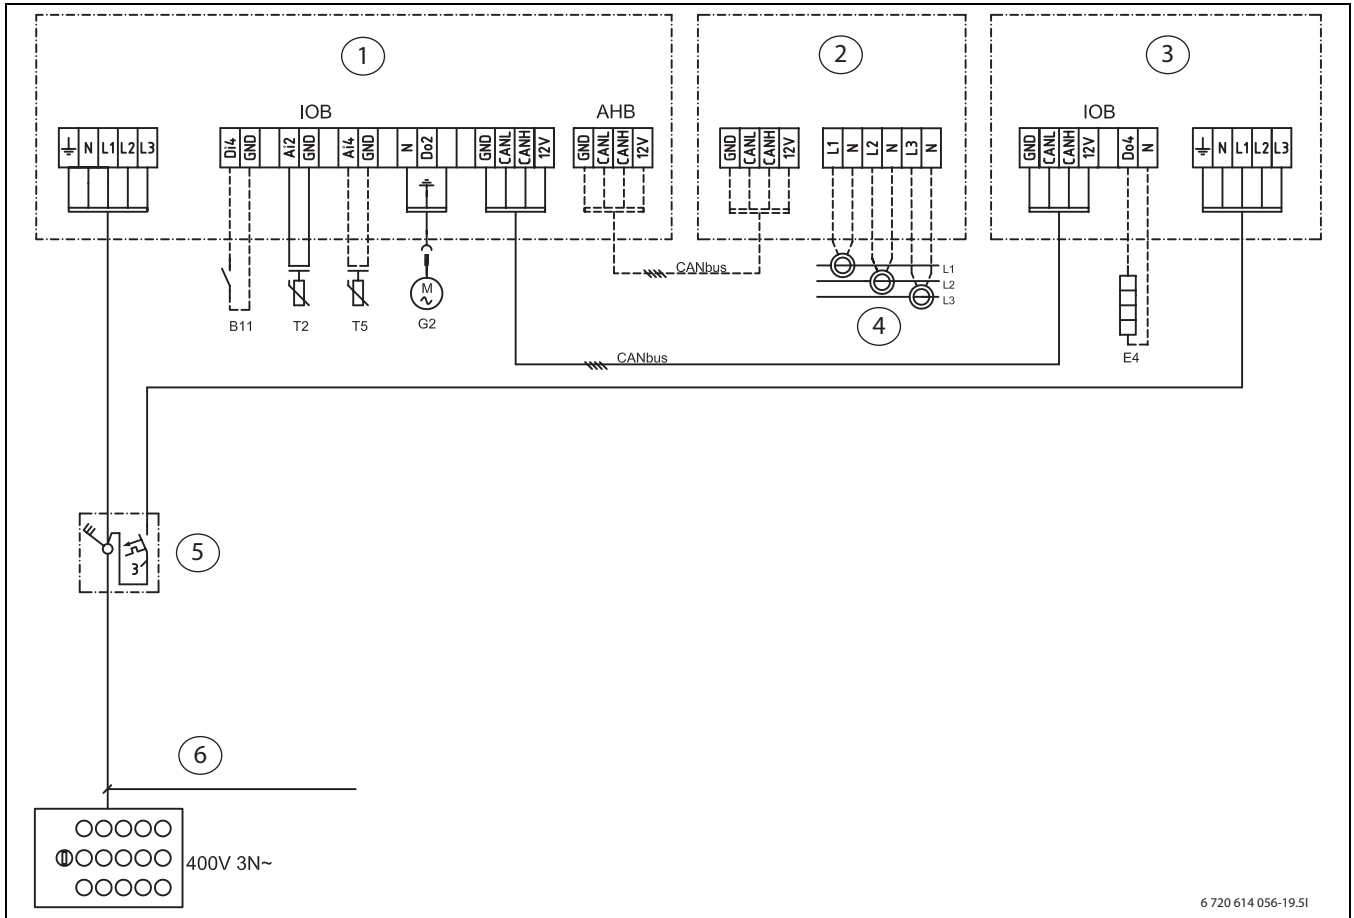 1
2
3
IOB
AHB
IOB
N L1 L2 L3
Di4 GND Ai2 GND Ai4 GND N Do2 GND CANL CANH 12V
GND CANL CANH 12V
GND CANL CANH 12V
L1 N L2 N L3 N
GND CANL CANH 12V Do4 N
N L1 L2 L3
M
~
B11
T2
T5
G2
CANbus
L1
L2
L3
4
E4
CANbus
5
3
6
400V 3N~
6 720 614 056-19.5I